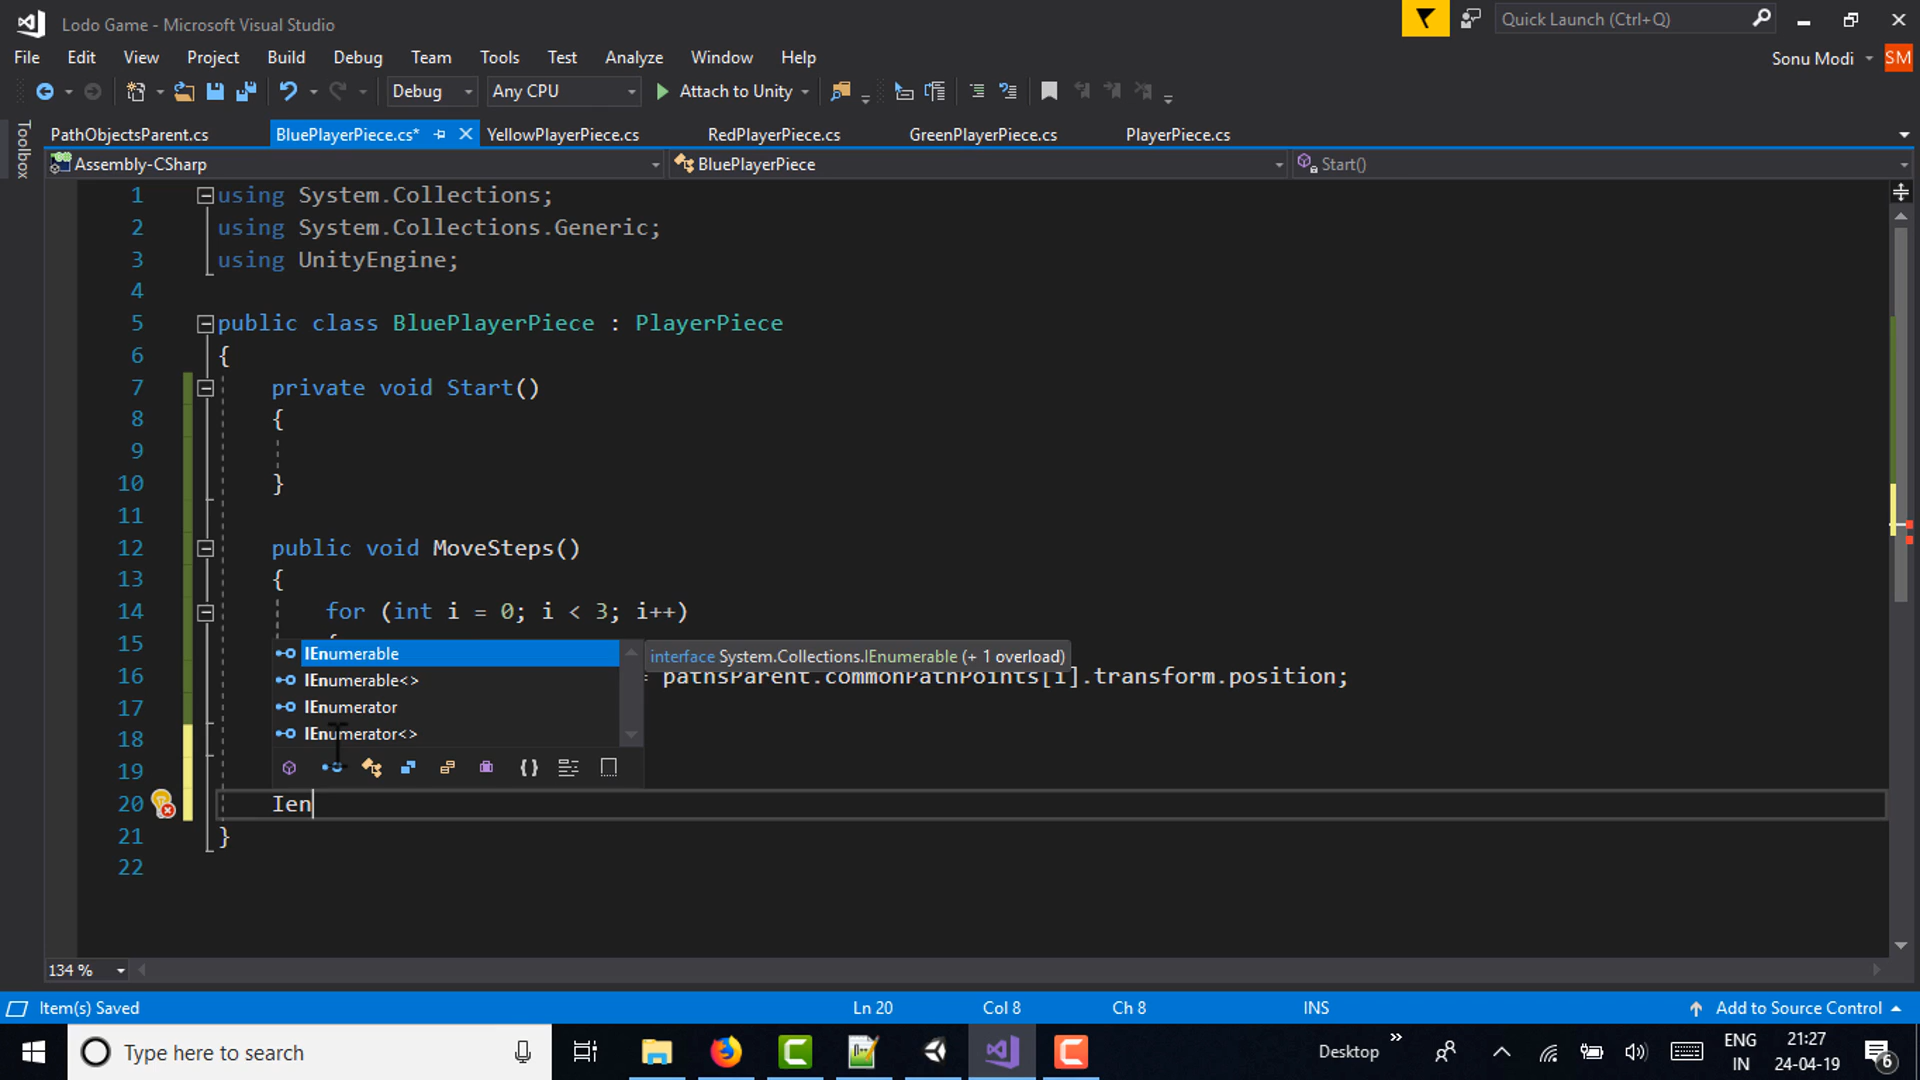 Lodo Game - Microsoft Visual Studio
Quick Launch (Ctrl+Q)
File Edit View Project Build Debug Team Tools Test Analyze Window Help
Sonu Modi SM
Debug Any CPU Attach to Unity
Toolbox
PathObjectsParent.cs BluePlayerPiece.cs* YellowPlayerPiece.cs RedPlayerPiece.cs GreenPlayerPiece.cs PlayerPiece.cs
Assembly-CSharp BluePlayerPiece Start()
1 using System.Collections;
2 using System.Collections.Generic;
3 using UnityEngine;
4
5 public class BluePlayerPiece : PlayerPiece
6 {
7 private void Start()
8 {
9
10 }
11
12 public void MoveSteps()
13 {
14 for (int i = 0; i < 3; i++)
15 {
IEnumerable interface System.Collections.IEnumerable (+ 1 overload)
16 = pathsParent.commonPathPoints[i].transform.position;
IEnumerable<>
17 IEnumerator
18 IEnumerator<>
19
20 Ien
21 }
22
134 %
Item(s) Saved Ln 20 Col 8 Ch 8 INS Add to Source Control
Type here to search Desktop » ENG IN 21:27 24-04-19 6